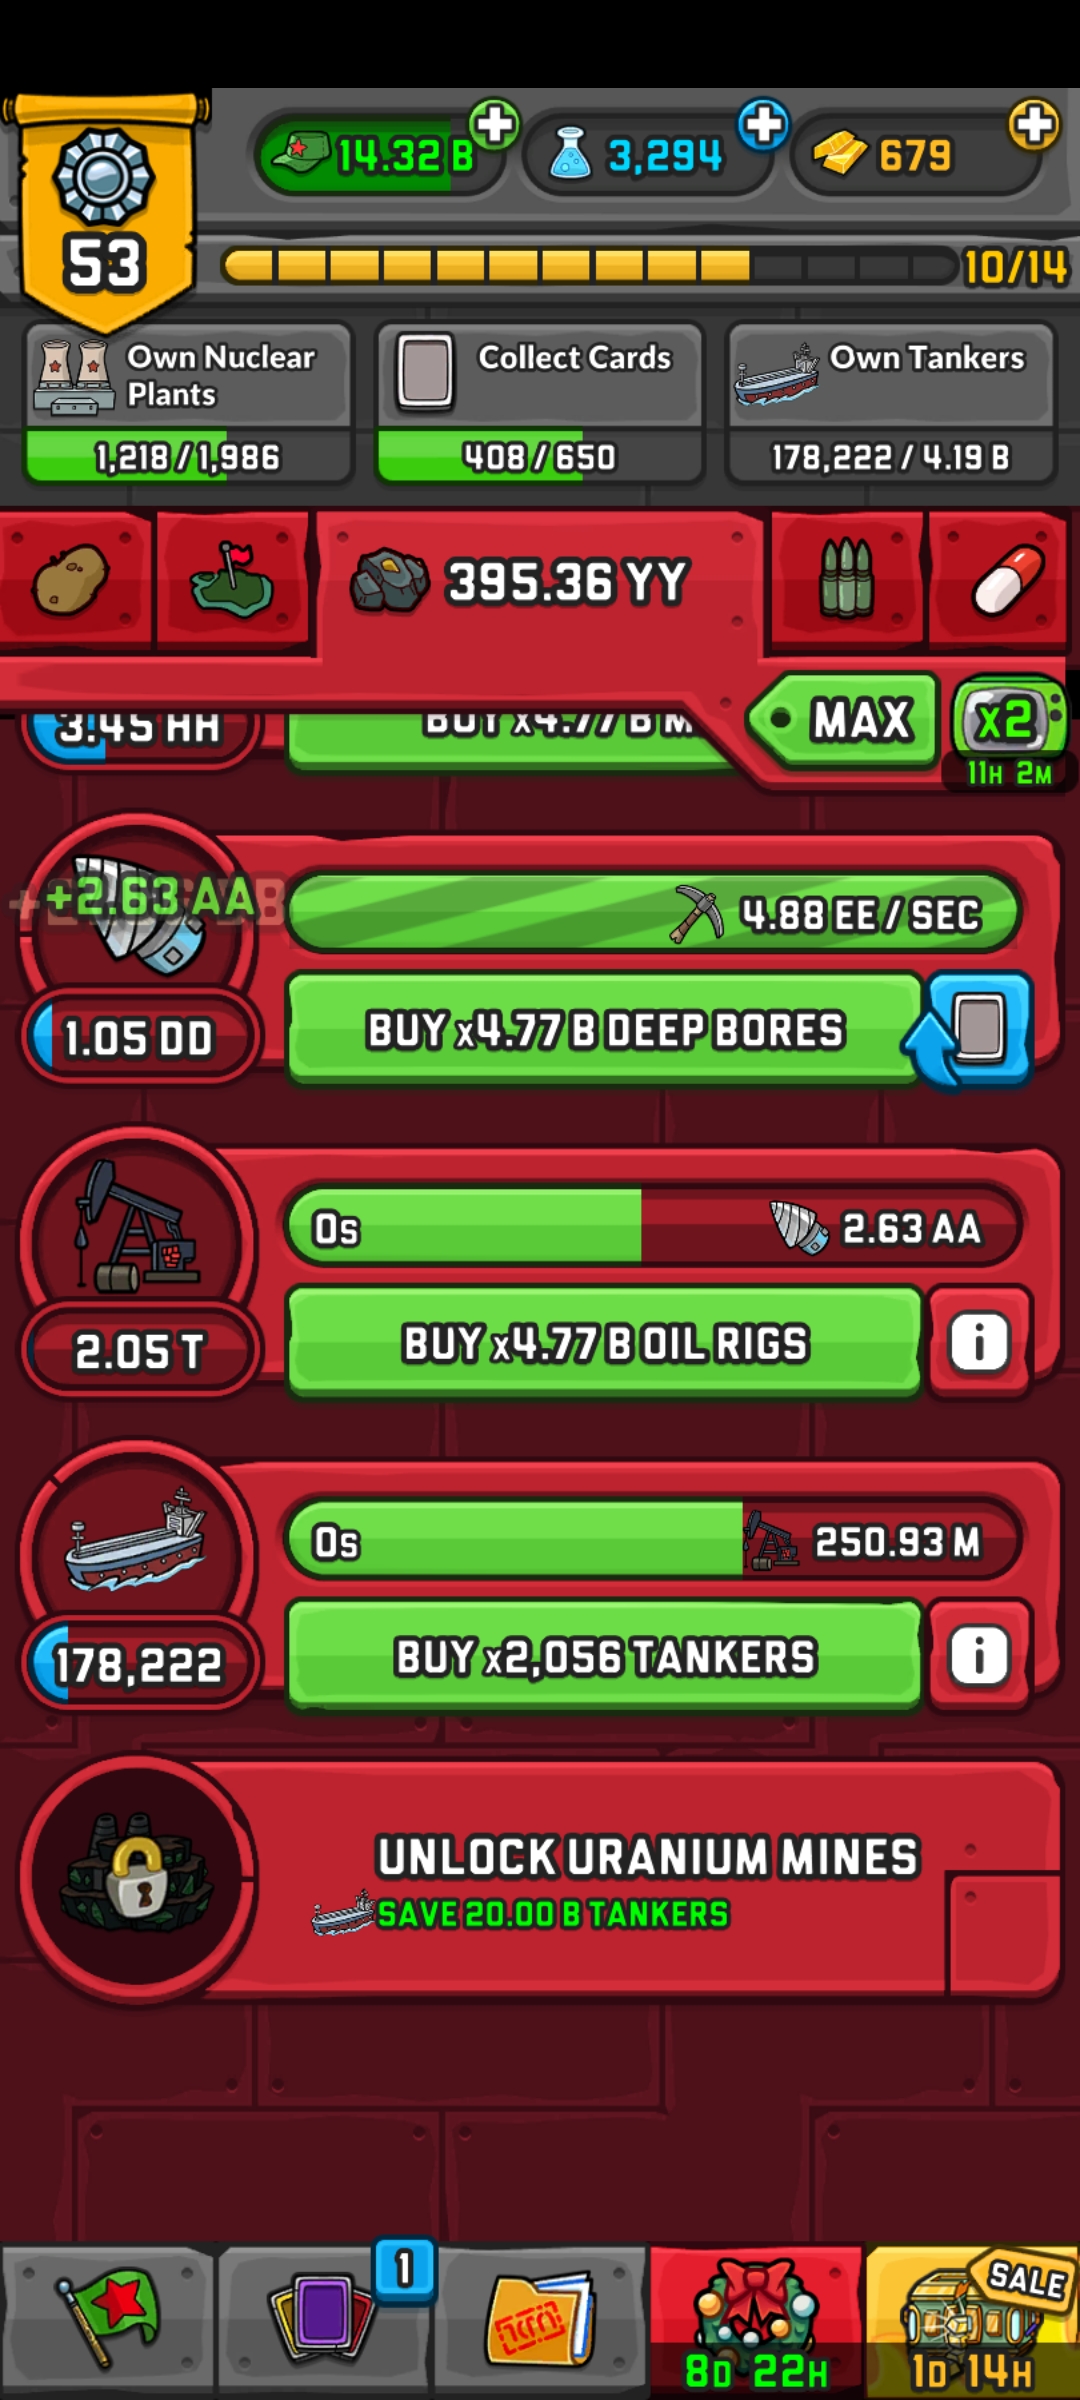 14.32 B
3,294
679
53
10/14
Own Nuclear
Plants
1,218 / 1,986
Collect Cards
408 / 650
Own Tankers
178,222 / 4.19 B
395.36 YY
MAX
x2
11H 2M
3.45 HH
BUY x4.77 B M
+2.63 AA
4.88 EE / SEC
1.05 DD
BUY x4.77 B DEEP BORES
0s
2.63 AA
2.05 T
BUY x4.77 B OIL RIGS
i
0s
250.93 M
178,222
BUY x2,056 TANKERS
i
UNLOCK URANIUM MINES
SAVE 20.00 B TANKERS
1
SALE
8D 22H
1D 14H